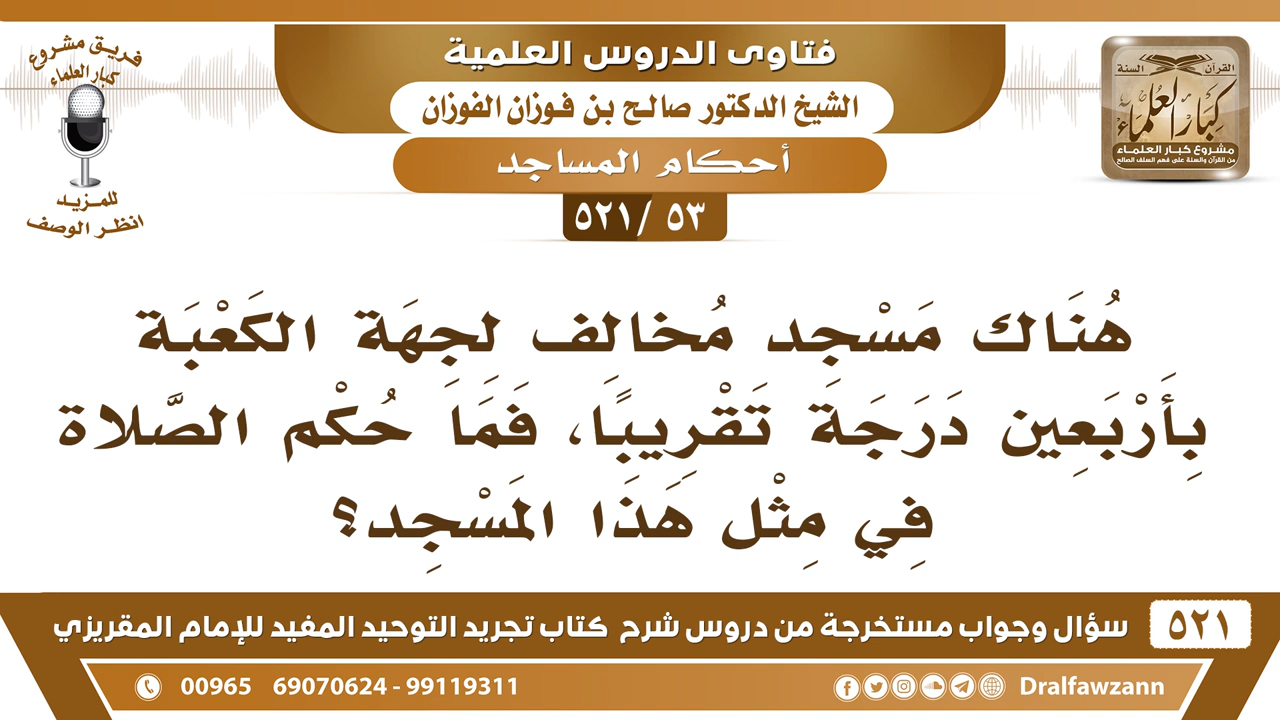 فتاوى الدروس العلمية
الشيخ الدكتور صالح بن فوزان الفوزان
أحكام المساجد
٥٣ / ٥٢١
فريق مشروع
كبار العلماء
للمزيد
انظر الوصف
القرآن السنة
كبار العلماء
مشروع كبار العلماء
من القرآن والسنة على فهم السلف الصالح
هُنَاك مَسْجِد مُخالف لجِهَة الكَعْبَة
بِأَرْبَعِين دَرَجَة تَقْرِيبًا، فَمَا حُكْم الصَّلاة
فِي مِثْل هَذَا المَسْجِد؟
٥٢١ سؤال وجواب مستخرجة من دروس شرح كتاب تجريد التوحيد المفيد للإمام المقريزي
00965 69070624 - 99119311
Dralfawzann